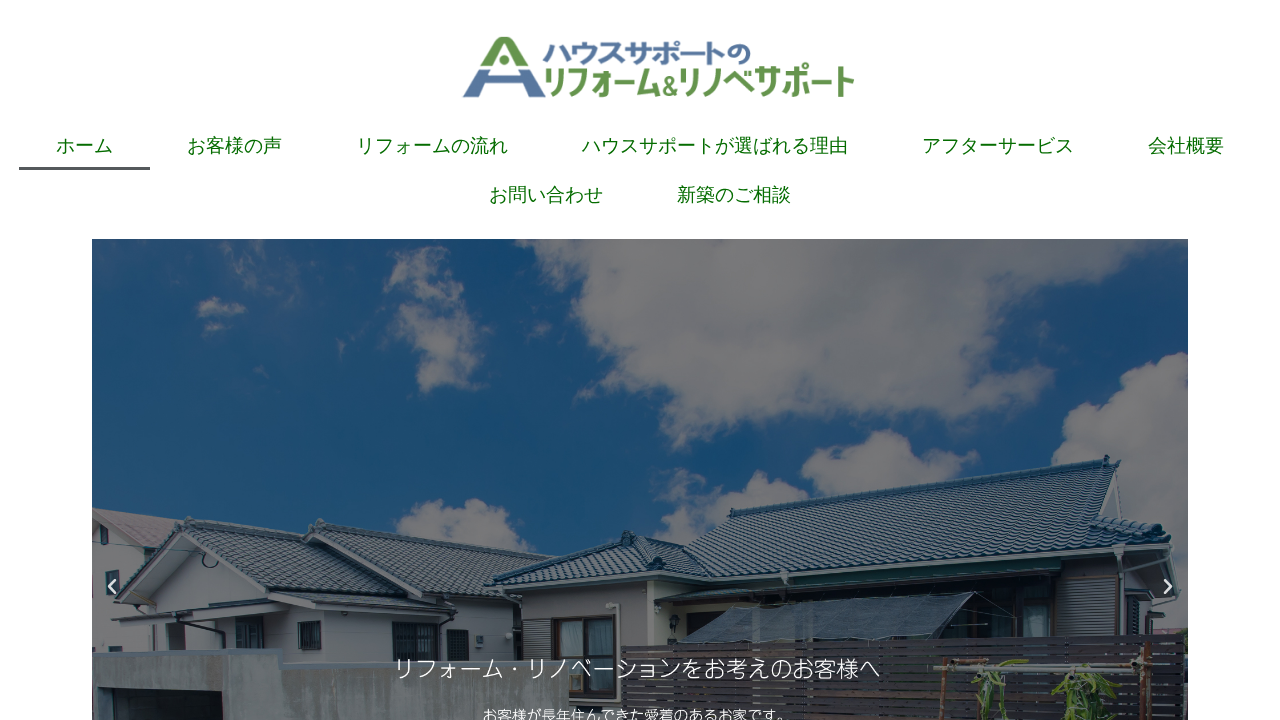 ハウスサポートの
リフォーム&リノベサポート
ホーム お客様の声 リフォームの流れ ハウスサポートが選ばれる理由 アフターサービス 会社概要
お問い合わせ 新築のご相談
リフォーム・リノベーションをお考えのお客様へ
お客様が長年住んできた愛着のあるお家です。